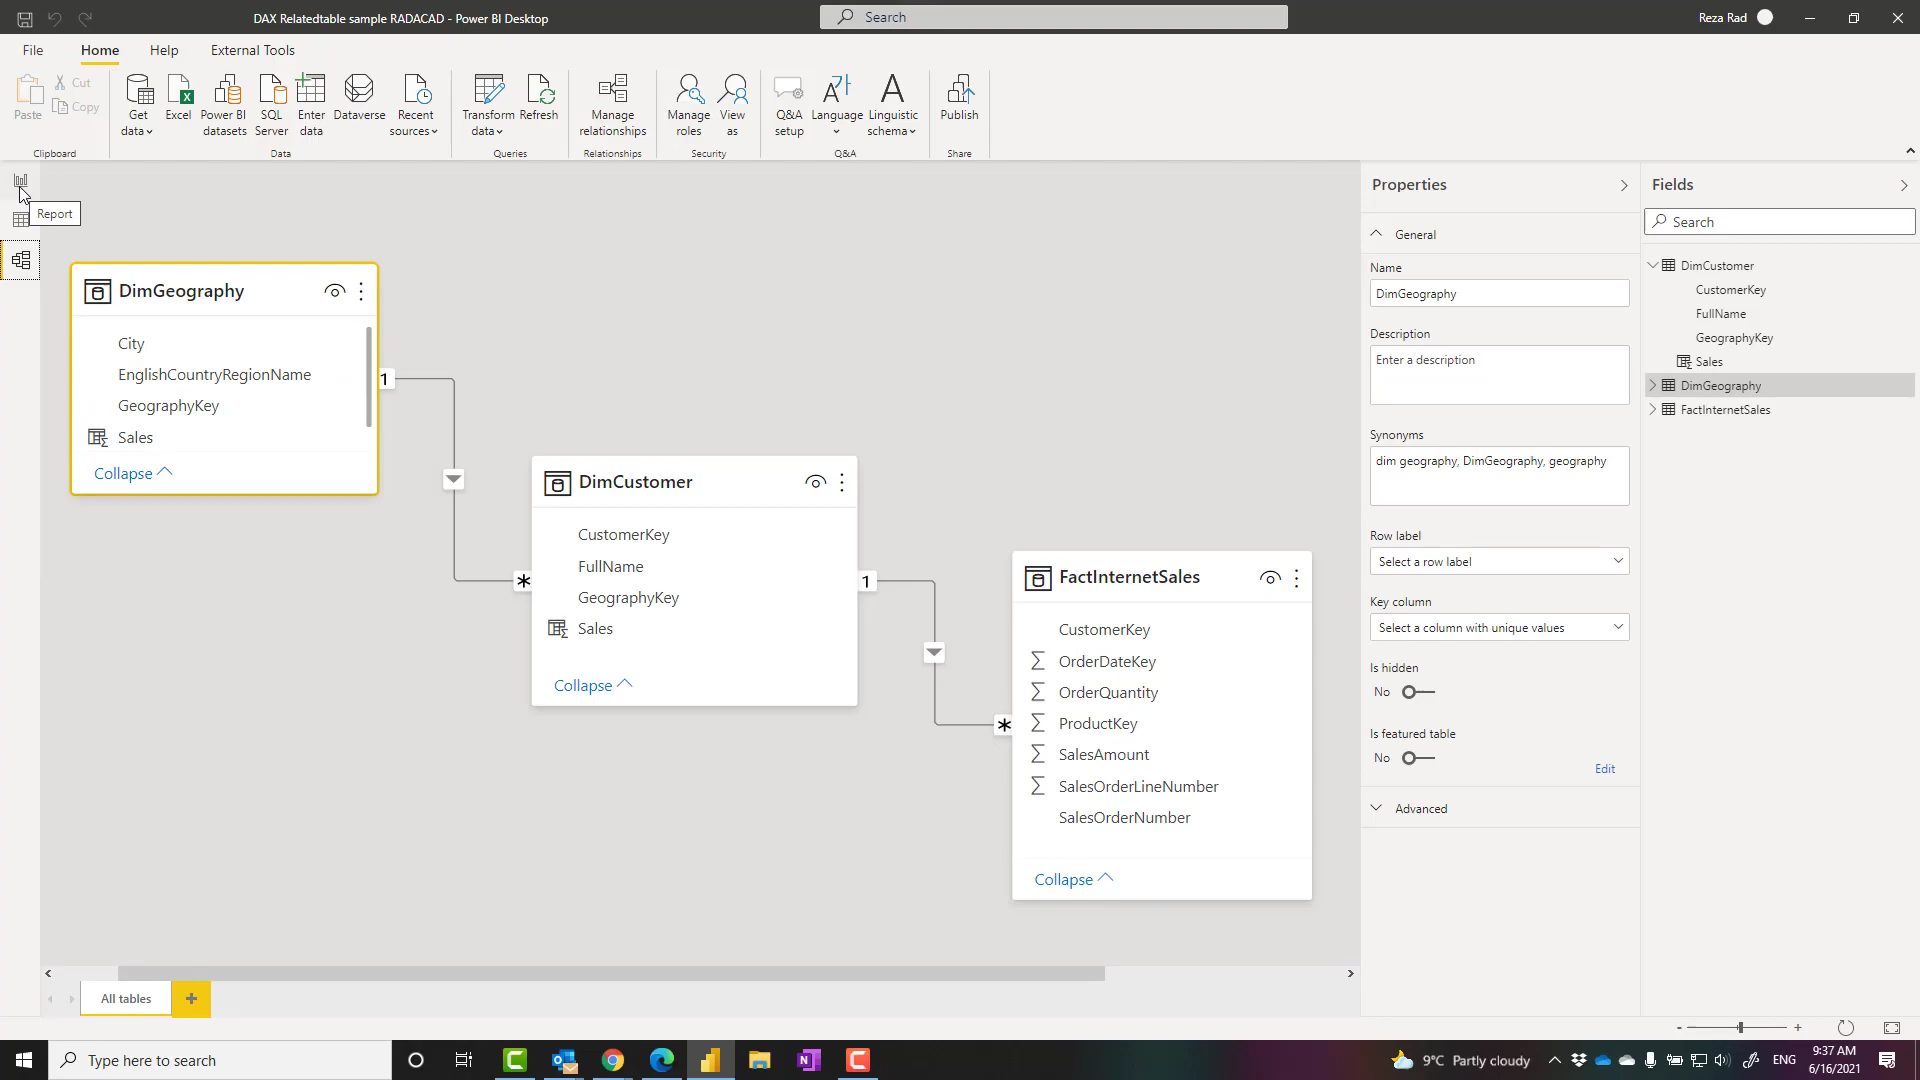 DAX Relatedtable sample RADACAD - Power BI Desktop
Search
Reza Rad
File
Home
Help
External Tools
Paste
Cut
Copy
Get data
Excel
Power BI datasets
SQL Server
Enter data
Dataverse
Recent sources
Transform data
Refresh
Manage relationships
Manage roles
View as
Q&A setup
Language
Linguistic schema
Publish
Clipboard
Data
Queries
Relationships
Security
Q&A
Share
Report
DimGeography
City
EnglishCountryRegionName
GeographyKey
Sales
Collapse
1
*
DimCustomer
CustomerKey
FullName
GeographyKey
Sales
Collapse
1
*
FactInternetSales
CustomerKey
OrderDateKey
OrderQuantity
ProductKey
SalesAmount
SalesOrderLineNumber
SalesOrderNumber
Collapse
All tables
+
Properties
General
Name
DimGeography
Description
Enter a description
Synonyms
dim geography, DimGeography, geography
Row label
Select a row label
Key column
Select a column with unique values
Is hidden
No
Is featured table
No
Edit
Advanced
Fields
Search
DimCustomer
CustomerKey
FullName
GeographyKey
Sales
DimGeography
FactInternetSales
- +
Type here to search
9°C Partly cloudy
ENG
9:37 AM
6/16/2021